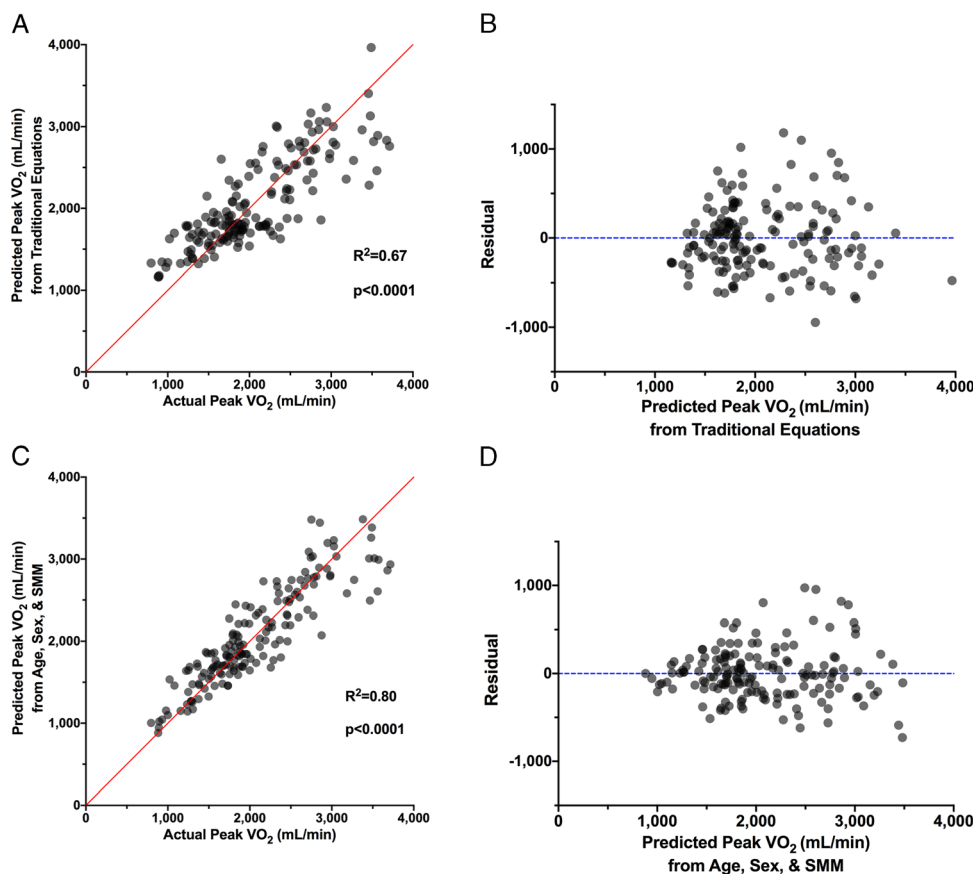 A
Predicted Peak VO2 (mL/min)
from Traditional Equations
4,000
3,000
2,000
1,000
0
R2=0.67
p<0.0001
0 1,000 2,000 3,000 4,000
Actual Peak VO2 (mL/min)
B
Residual
1,000
0
-1,000
0 1,000 2,000 3,000 4,000
Predicted Peak VO2 (mL/min)
from Traditional Equations
C
Predicted Peak VO2 (mL/min)
from Age, Sex, & SMM
4,000
3,000
2,000
1,000
0
R2=0.80
p<0.0001
0 1,000 2,000 3,000 4,000
Actual Peak VO2 (mL/min)
D
Residual
1,000
0
-1,000
0 1,000 2,000 3,000 4,000
Predicted Peak VO2 (mL/min)
from Age, Sex, & SMM